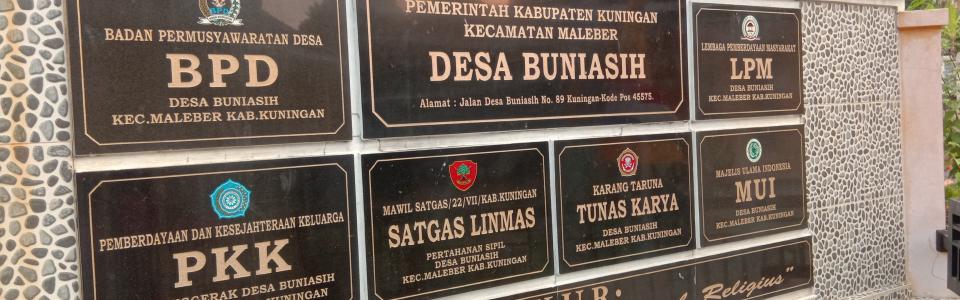 BPD
BADAN PERMUSYAWARATAN DESA
BPD
DESA BUNIASIH
KEC.MALEBER KAB.KUNINGAN
PEMERINTAH KABUPATEN KUNINGAN
KECAMATAN MALEBER
DESA BUNIASIH
Alamat : Jalan Desa Buniasih No. 89 Kuningan-Kode Pos 45575.
LEMBAGA PEMBERDAYAAN MASYARAKAT
LPM
DESA BUNIASIH
KEC.MALEBER KAB.KUNINGAN
PEMBERDAYAAN DAN KESEJAHTERAAN KELUARGA
PKK
DESA BUNIASIH
KUNINGAN
MAWIL SATGAS/22/VII/KAB.KUNINGAN
SATGAS LINMAS
PERTAHANAN SIPIL
DESA BUNIASIH
KEC.MALEBER KAB.KUNINGAN
KARANG TARUNA
TUNAS KARYA
DESA BUNIASIH
KEC.MALEBER KAB.KUNINGAN
MAJELIS ULAMA INDONESIA
MUI
DESA BUNIASIH
KEC.MALEBER KAB.KUNINGAN
Religius"